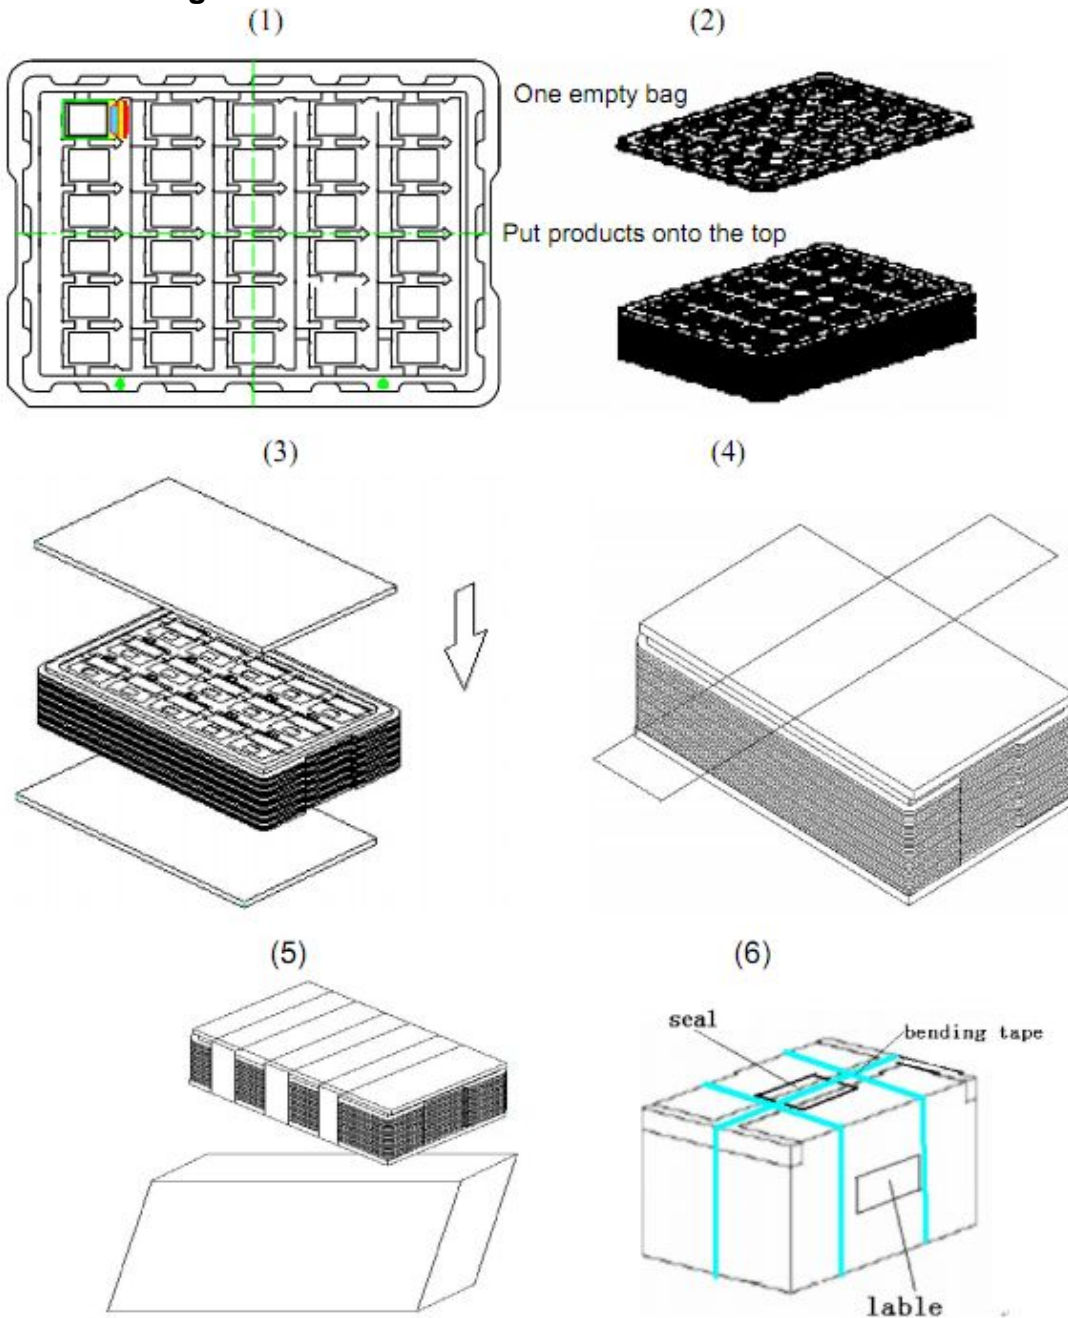 (1)
(2)
One empty bag
Put products onto the top
(3)
(4)
(5)
(6)
seal
bending tape
lable